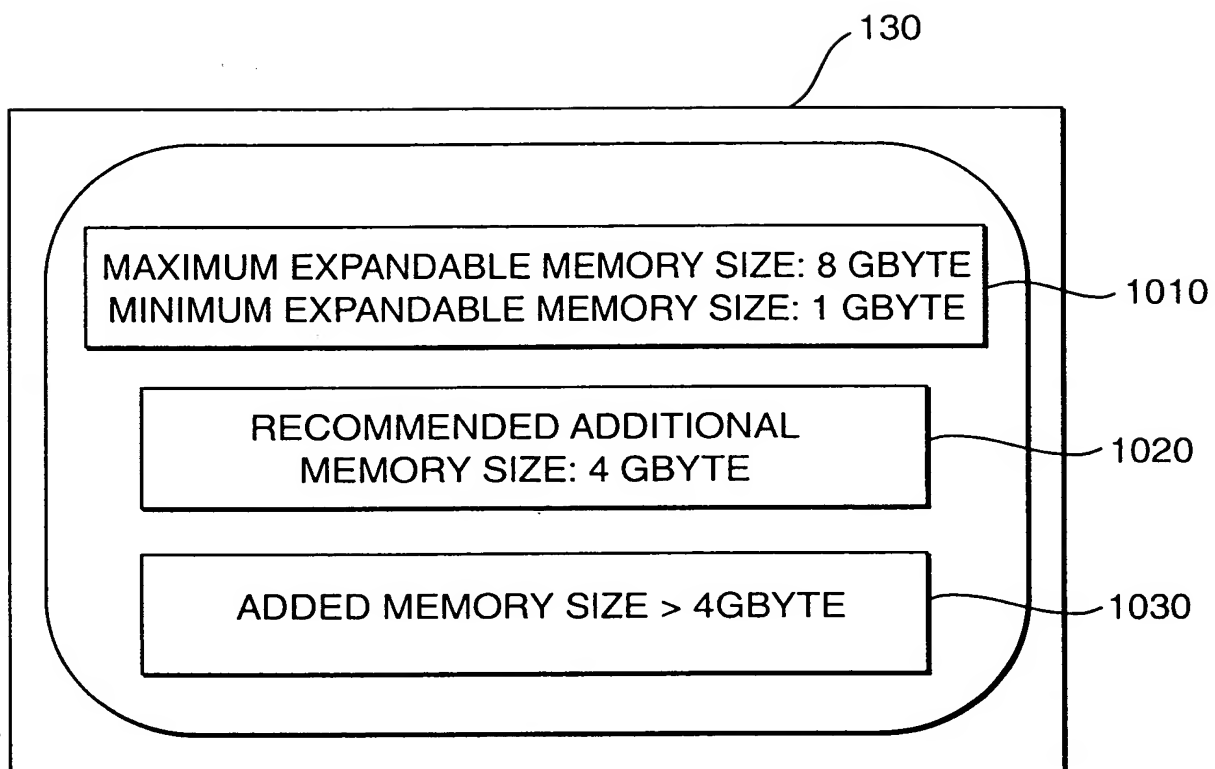 130
MAXIMUM EXPANDABLE MEMORY SIZE: 8 GBYTE
MINIMUM EXPANDABLE MEMORY SIZE: 1 GBYTE
1010
RECOMMENDED ADDITIONAL
MEMORY SIZE: 4 GBYTE
1020
ADDED MEMORY SIZE > 4GBYTE
1030